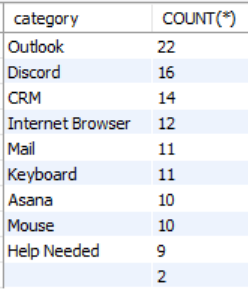 category COUNT(*)
Outlook 22
Discord 16
CRM 14
Internet Browser 12
Mail 11
Keyboard 11
Asana 10
Mouse 10
Help Needed 9
2